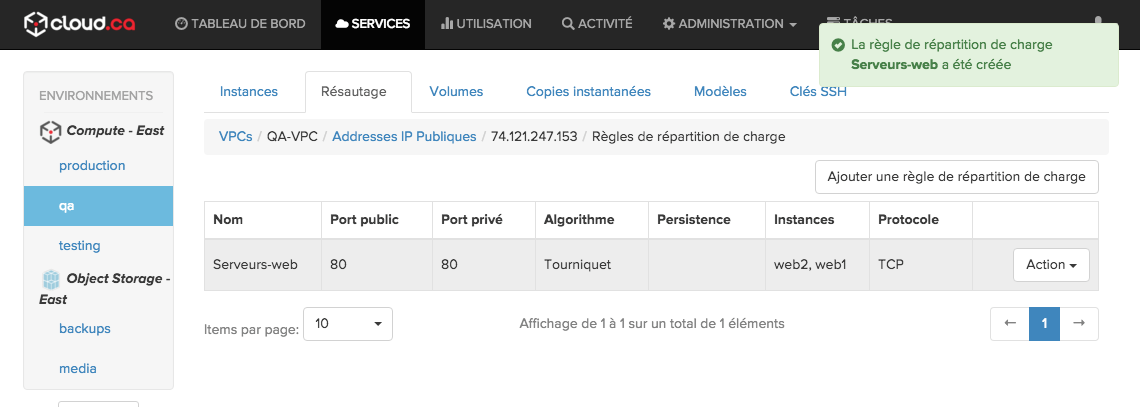 cloud.ca TABLEAU DE BORD SERVICES UTILISATION ACTIVITÉ ADMINISTRATION TÂCHES
La règle de répartition de charge
Serveurs-web a été créée
ENVIRONNEMENTS
Compute - East
production
qa
testing
Object Storage -
East
backups
media
Instances Résautage Volumes Copies instantanées Modèles Clés SSH
VPCs / QA-VPC / Addresses IP Publiques / 74.121.247.153 / Règles de répartition de charge
Ajouter une règle de répartition de charge
Nom Port public Port privé Algorithme Persistence Instances Protocole
Serveurs-web 80 80 Tourniquet web2, web1 TCP Action
Items par page: 10 Affichage de 1 à 1 sur un total de 1 éléments ← 1 →